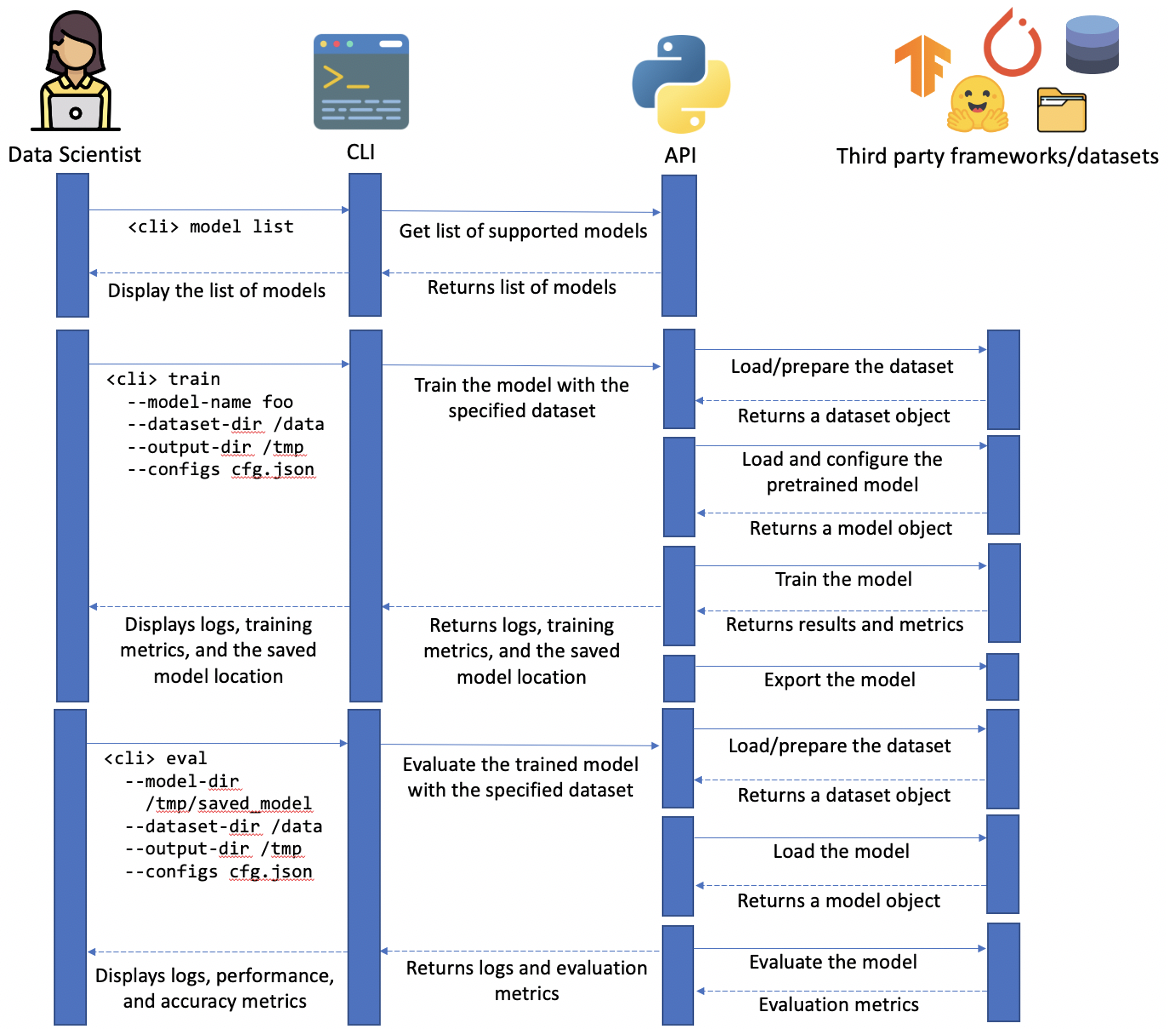 Data Scientist
CLI
API
Third party frameworks/datasets
<cli> model list
Get list of supported models
Display the list of models
Returns list of models
<cli> train
--model-name foo
--dataset-dir /data
--output-dir /tmp
--configs cfg.json
Train the model with the
specified dataset
Load/prepare the dataset
Returns a dataset object
Load and configure the
pretrained model
Returns a model object
Train the model
Returns results and metrics
Displays logs, training
metrics, and the saved
model location
Returns logs, training
metrics, and the saved
model location
Export the model
<cli> eval
--model-dir
/tmp/saved_model
--dataset-dir /data
--output-dir /tmp
--configs cfg.json
Evaluate the trained model
with the specified dataset
Load/prepare the dataset
Returns a dataset object
Load the model
Returns a model object
Displays logs, performance,
and accuracy metrics
Returns logs and evaluation
metrics
Evaluate the model
Evaluation metrics